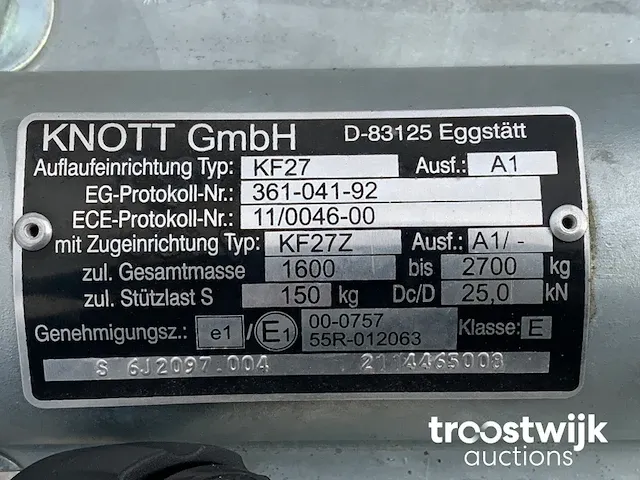 KNOTT GmbH D-83125 Eggstätt
Auflaufeinrichtung Typ: KF27 Ausf.: A1
EG-Protokoll-Nr.: 361-041-92
ECE-Protokoll-Nr.: 11/0046-00
mit Zugeinrichtung Typ: KF27Z Ausf.: A1/ -
zul. Gesamtmasse 1600 bis 2700 kg
zul. Stützlast S 150 kg Dc/D 25,0 kN
Genehmigungsz.: e1 / E1 00-0757 Klasse: E
55R-012063
S 6J2097.004 2114465008
troostwijk
auctions